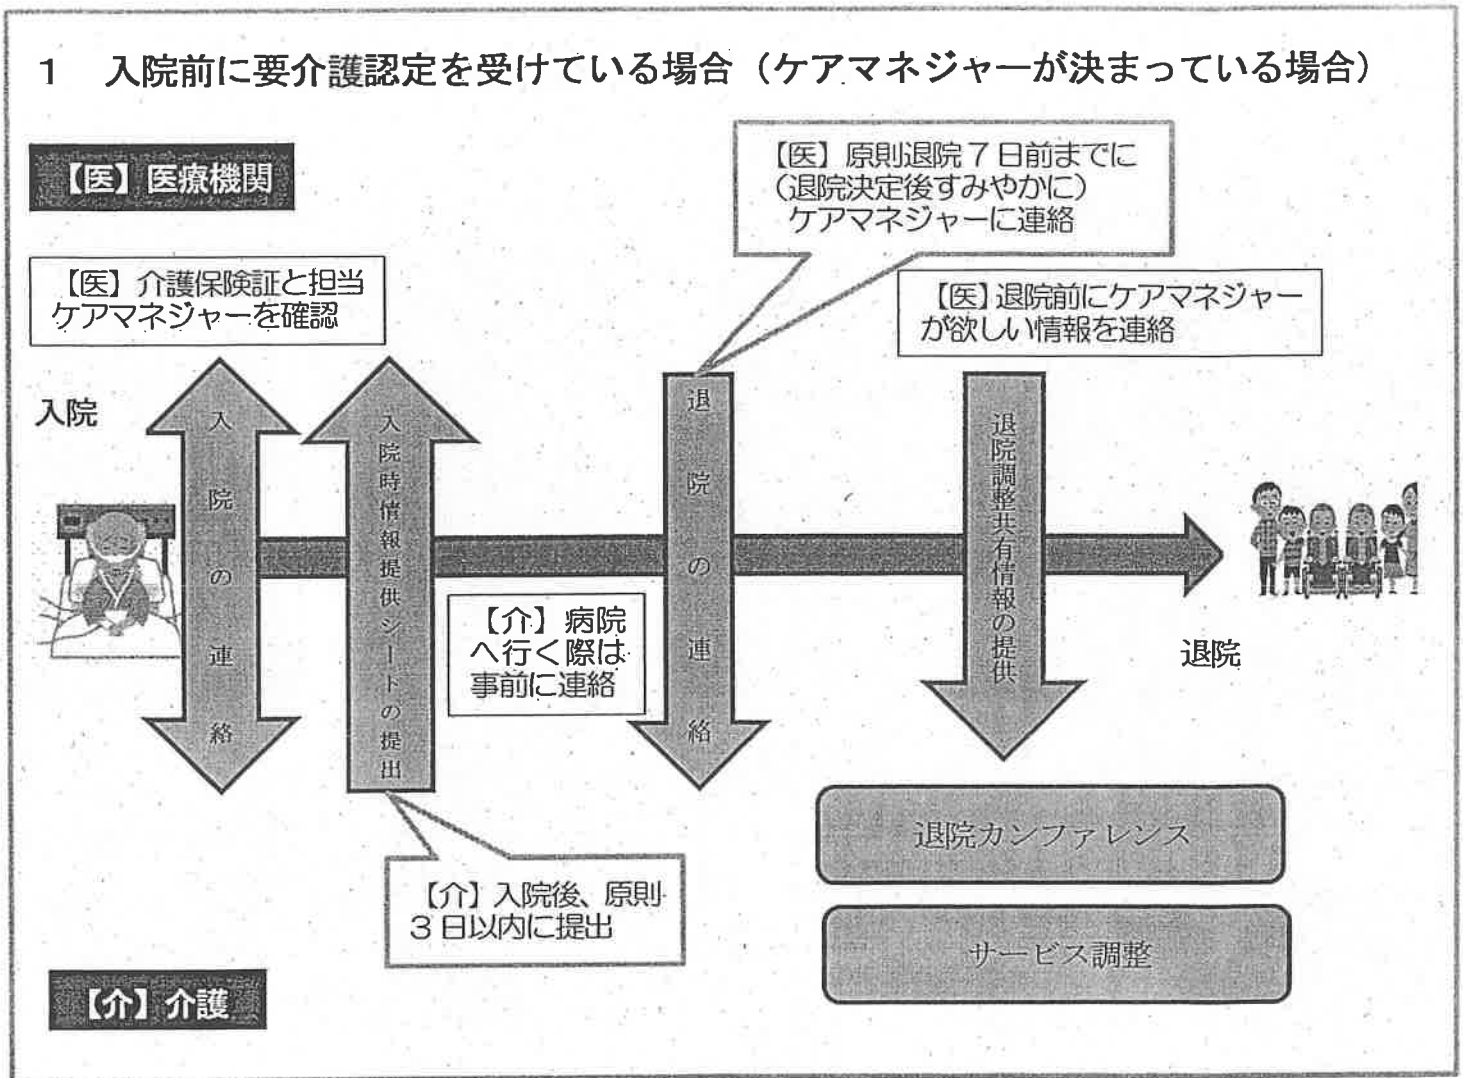 1　入院前に要介護認定を受けている場合（ケアマネジャーが決まっている場合）
【医】医療機関
【医】原則退院７日前までに
（退院決定後すみやかに）
ケアマネジャーに連絡
【医】介護保険証と担当
ケアマネジャーを確認
【医】退院前にケアマネジャー
が欲しい情報を連絡
入院
入院の連絡
入院時情報提供シートの提出
退院の連絡
退院調整共有情報の提供
【介】病院
へ行く際は
事前に連絡
退院
退院カンファレンス
【介】入院後、原則
３日以内に提出
サービス調整
【介】介護